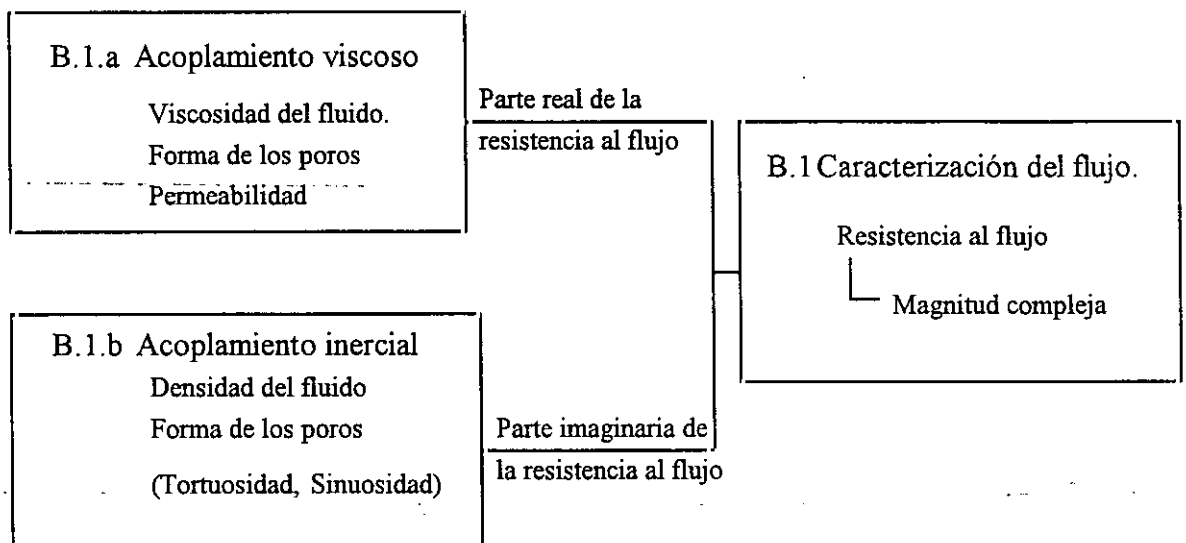 B.1.a Acoplamiento viscoso
Viscosidad del fluido.
Forma de los poros
Permeabilidad
Parte real de la
resistencia al flujo
B.1 Caracterización del flujo.
Resistencia al flujo
Magnitud compleja
B.1.b Acoplamiento inercial
Densidad del fluido
Forma de los poros
(Tortuosidad, Sinuosidad)
Parte imaginaria de
la resistencia al flujo